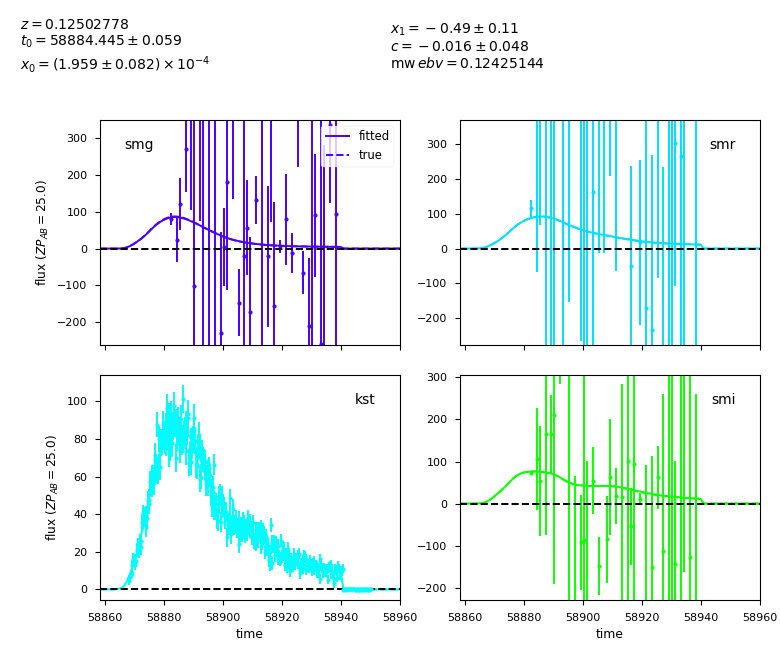 z = 0.12502778
t₀ = 58884.445 ± 0.059
x₀ = (1.959 ± 0.082) × 10⁻⁴
x₁ = −0.49 ± 0.11
c = −0.016 ± 0.048
mw ebv = 0.12425144
smg
fitted
true
300
200
100
0
−100
−200
flux (ZP_AB = 25.0)
smr
300
200
100
0
−100
−200
kst
100
80
60
40
20
0
flux (ZP_AB = 25.0)
58860 58880 58900 58920 58940 58960
time
smi
300
200
100
0
−100
−200
58860 58880 58900 58920 58940 58960
time